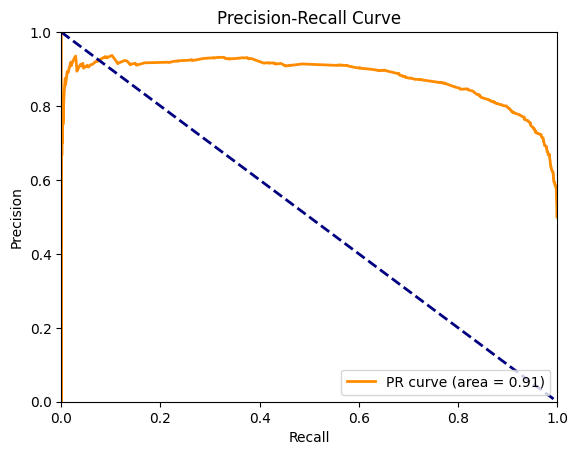 Precision-Recall Curve
1.0
0.8
0.6
0.4
0.2
0.0
Precision
0.0 0.2 0.4 0.6 0.8 1.0
Recall
PR curve (area = 0.91)